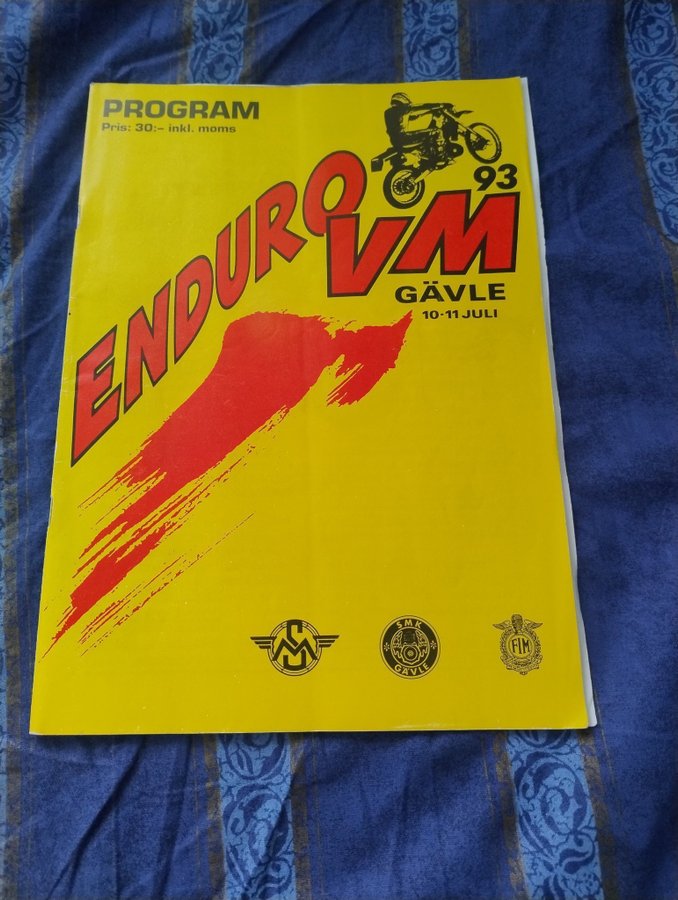 PROGRAM
Pris: 30:- inkl. moms
ENDURO VM 93
GÄVLE
10-11 JULI
SMK
GÄVLE
FIM